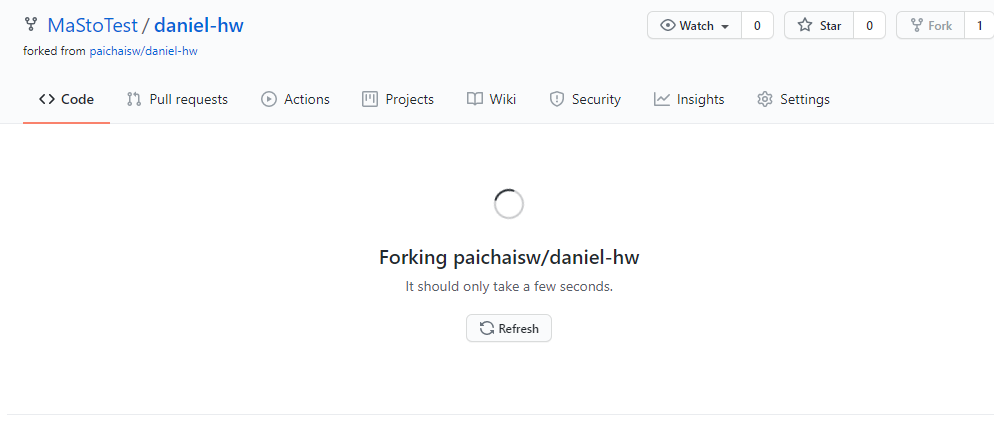 MaStoTest / daniel-hw
Watch 0 Star 0 Fork 1
forked from paichaisw/daniel-hw
Code Pull requests Actions Projects Wiki Security Insights Settings
Forking paichaisw/daniel-hw
It should only take a few seconds.
Refresh